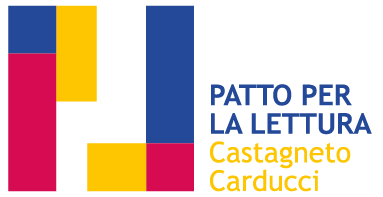 PATTO PER
LA LETTURA
Castagneto
Carducci